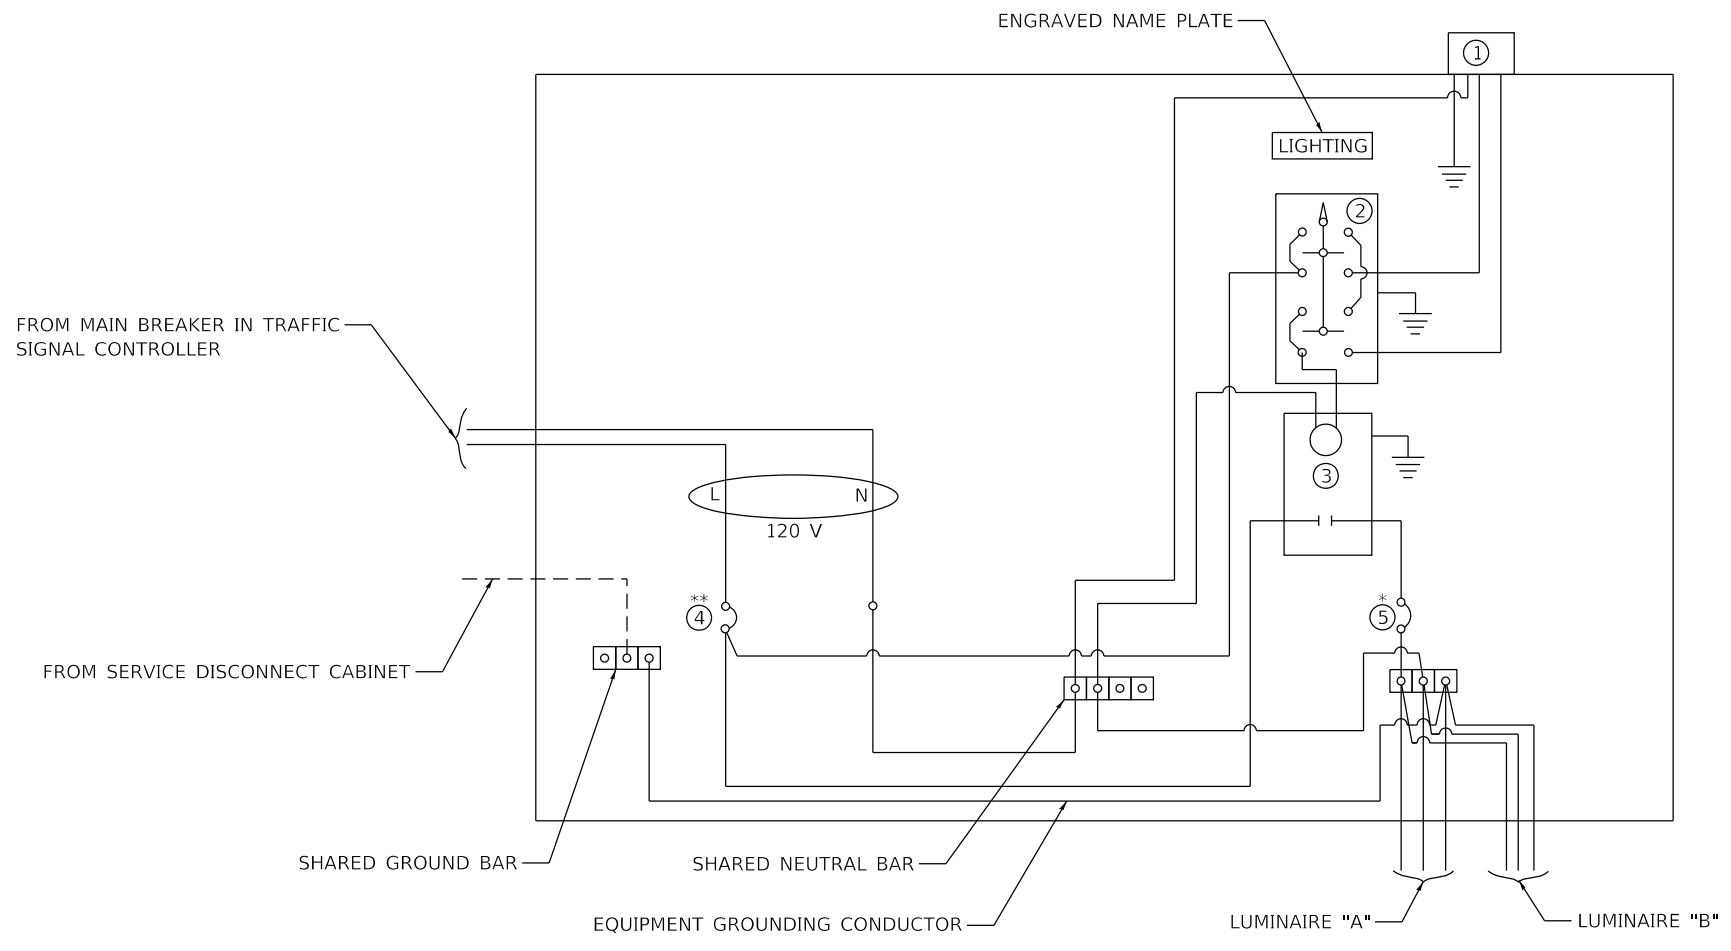 ENGRAVED NAME PLATE
1
LIGHTING
2
FROM MAIN BREAKER IN TRAFFIC
SIGNAL CONTROLLER
3
L
N
120 V
**
4
*
5
FROM SERVICE DISCONNECT CABINET
SHARED GROUND BAR
SHARED NEUTRAL BAR
EQUIPMENT GROUNDING CONDUCTOR
LUMINAIRE "A"
LUMINAIRE "B"